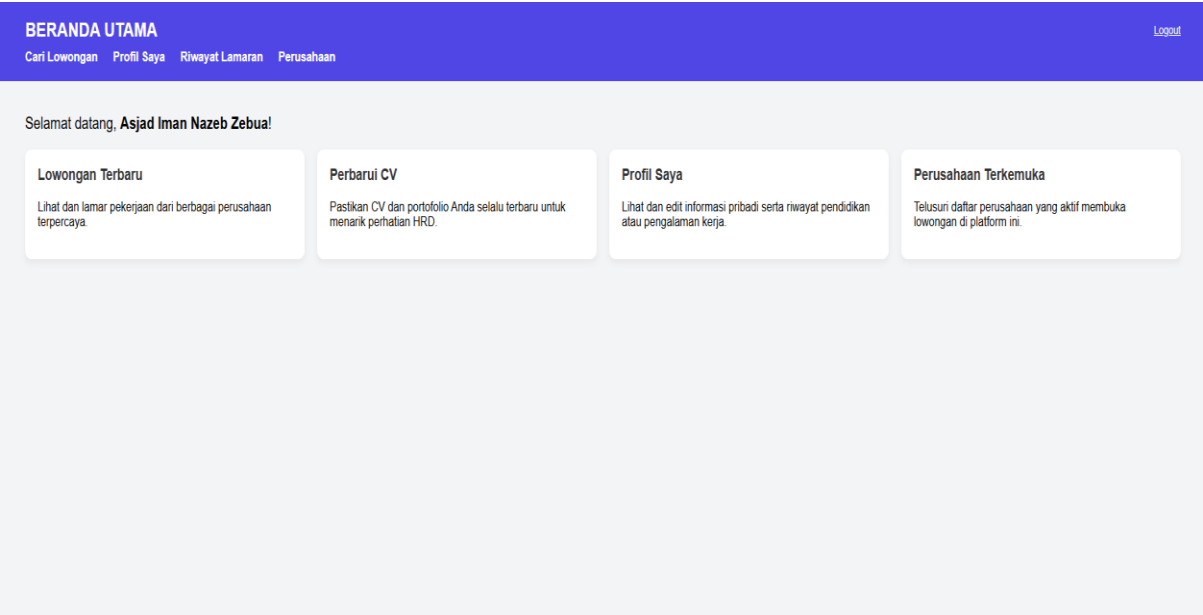 BERANDA UTAMA
Logout
Cari Lowongan Profil Saya Riwayat Lamaran Perusahaan
Selamat datang, Asjad Iman Nazeb Zebua!
Lowongan Terbaru
Lihat dan lamar pekerjaan dari berbagai perusahaan
terpercaya.
Perbarui CV
Pastikan CV dan portofolio Anda selalu terbaru untuk
menarik perhatian HRD.
Profil Saya
Lihat dan edit informasi pribadi serta riwayat pendidikan
atau pengalaman kerja.
Perusahaan Terkemuka
Telusuri daftar perusahaan yang aktif membuka
lowongan di platform ini.